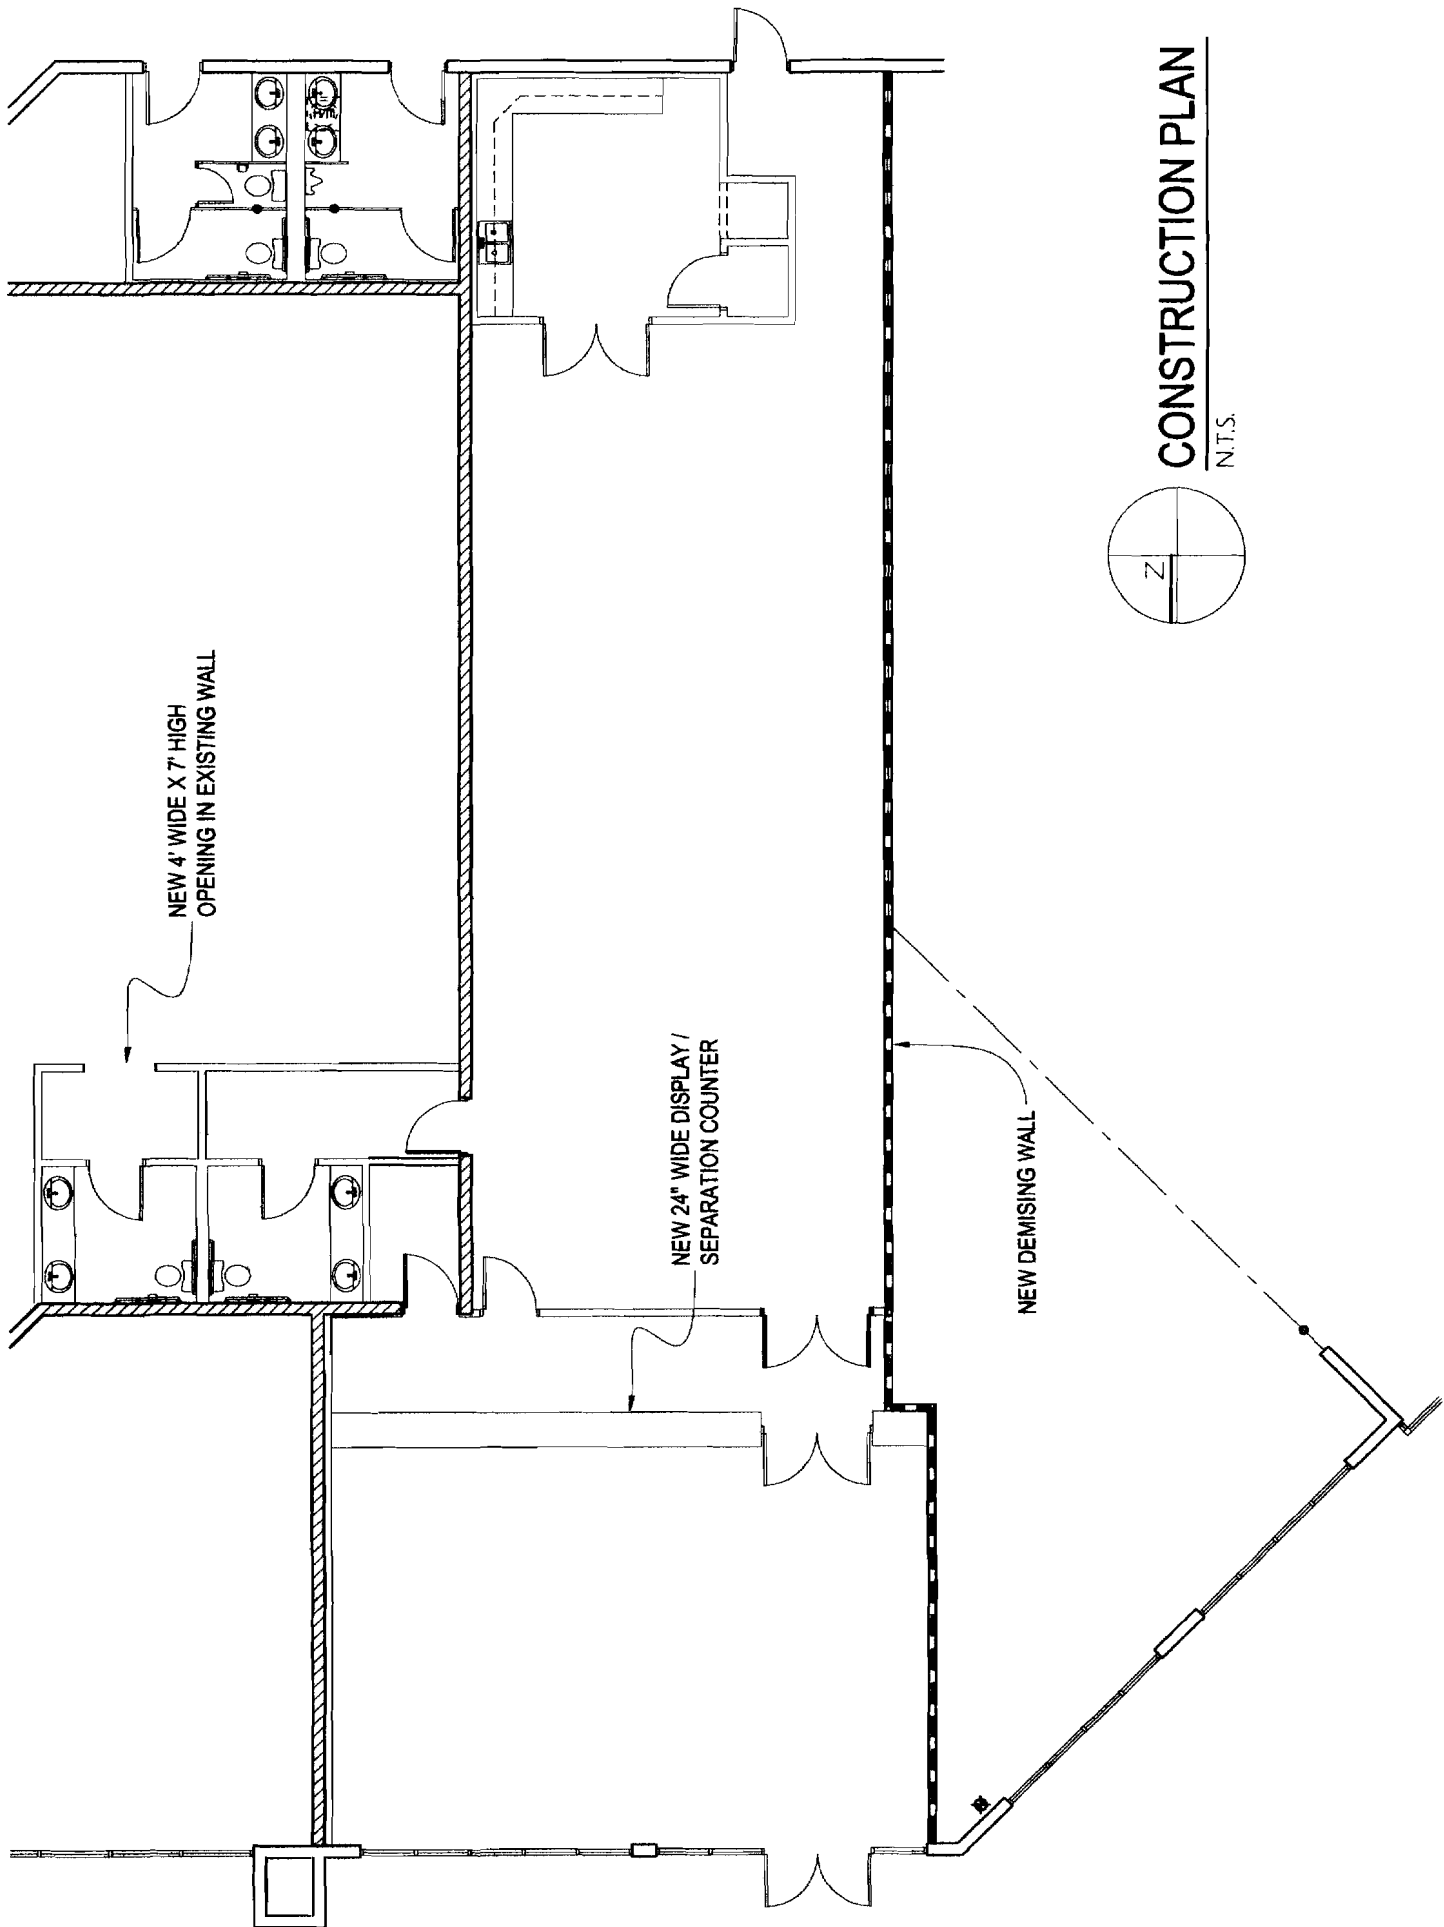 NEW 4' WIDE X 7' HIGH
OPENING IN EXISTING WALL
NEW 24" WIDE DISPLAY /
SEPARATION COUNTER
NEW DEMISING WALL
CONSTRUCTION PLAN
N.T.S.
N